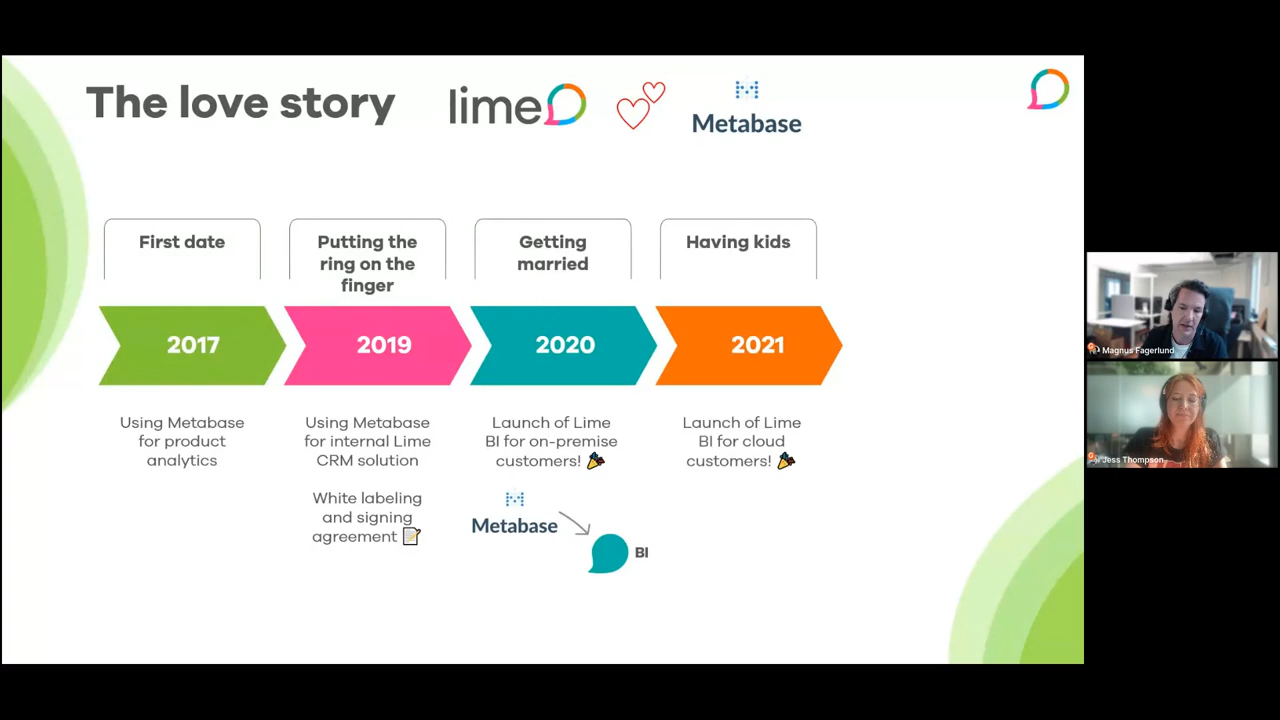 The love story
lime
Metabase
First date
Putting the
ring on the
finger
Getting
married
Having kids
2017
2019
2020
2021
Using Metabase
for product
analytics
Using Metabase
for internal Lime
CRM solution
White labeling
and signing
agreement
Launch of Lime
BI for on-premise
customers!
Metabase
BI
Launch of Lime
BI for cloud
customers!
Magnus Fagerlund
Jess Thompson